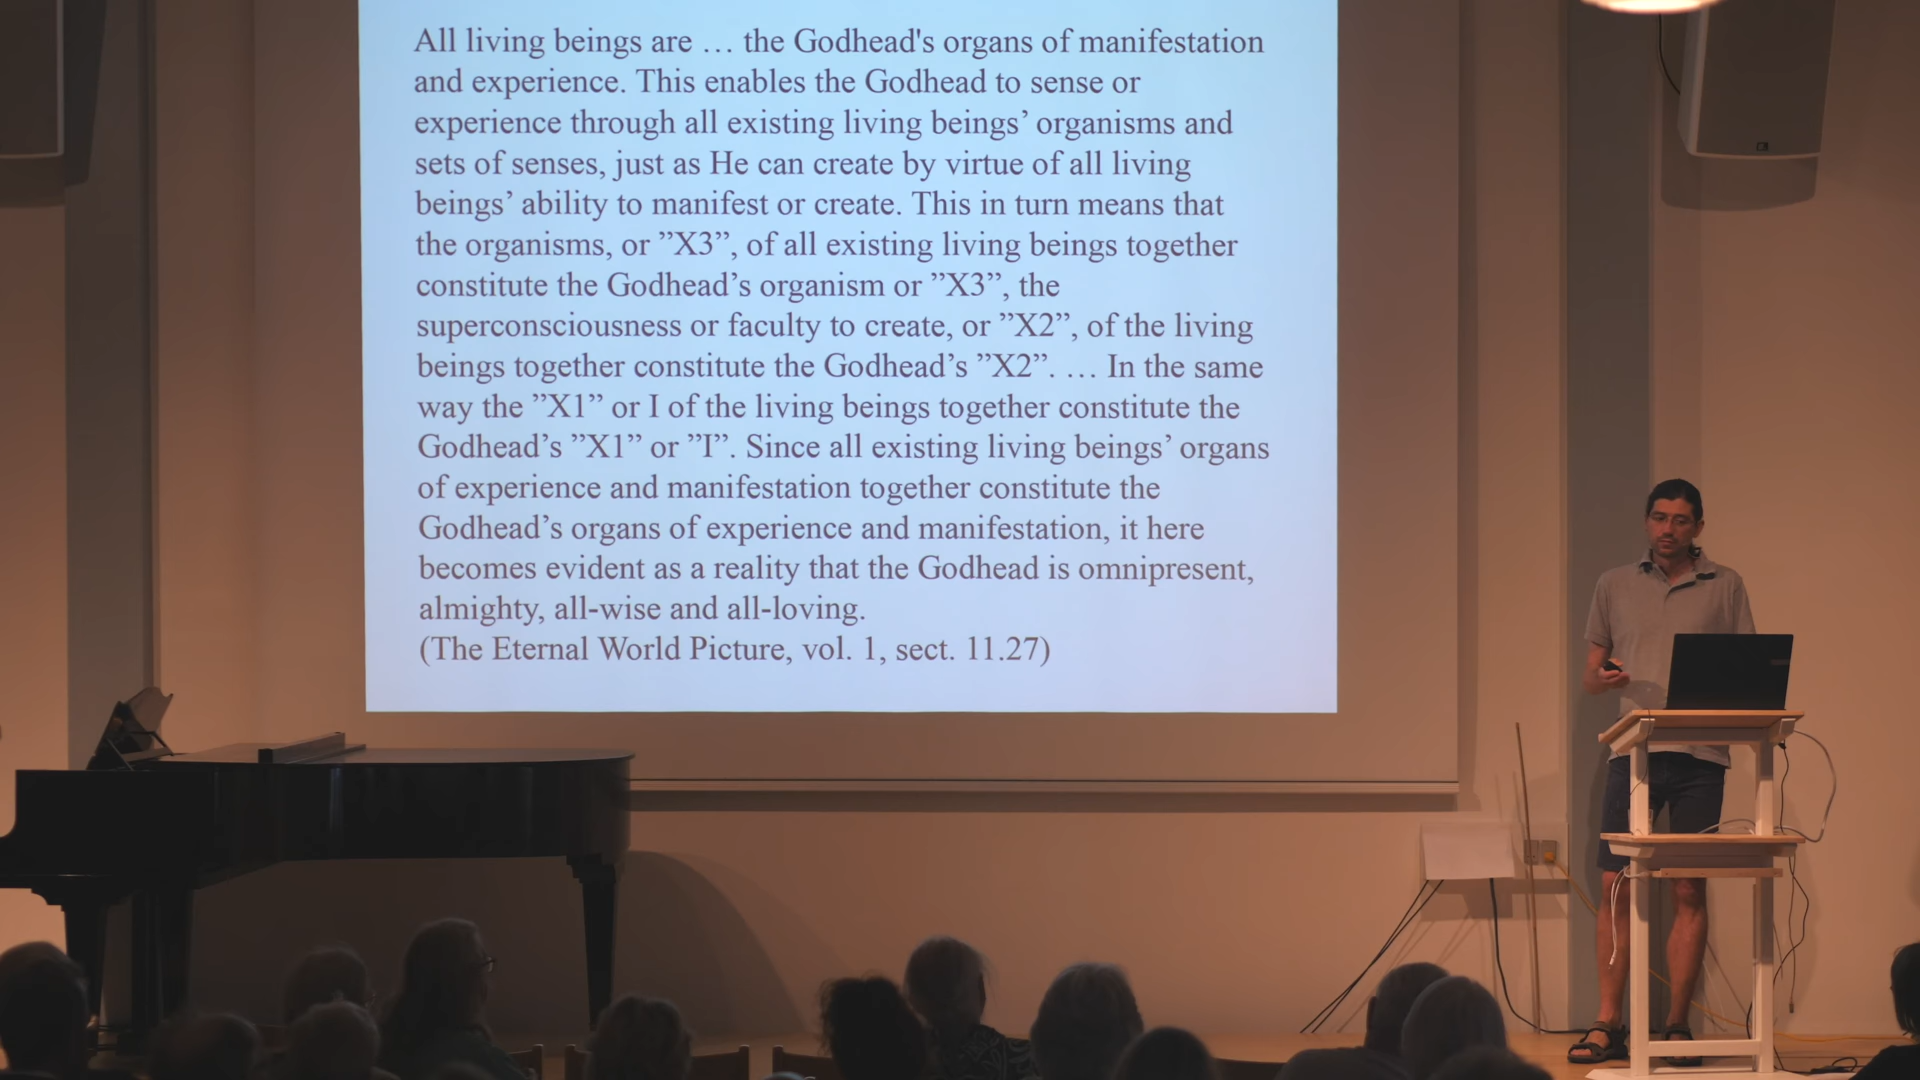 All living beings are … the Godhead's organs of manifestation
and experience. This enables the Godhead to sense or
experience through all existing living beings’ organisms and
sets of senses, just as He can create by virtue of all living
beings’ ability to manifest or create. This in turn means that
the organisms, or ”X3”, of all existing living beings together
constitute the Godhead’s organism or ”X3”, the
superconsciousness or faculty to create, or ”X2”, of the living
beings together constitute the Godhead’s ”X2”. … In the same
way the ”X1” or I of the living beings together constitute the
Godhead’s ”X1” or ”I”. Since all existing living beings’ organs
of experience and manifestation together constitute the
Godhead’s organs of experience and manifestation, it here
becomes evident as a reality that the Godhead is omnipresent,
almighty, all-wise and all-loving.
(The Eternal World Picture, vol. 1, sect. 11.27)